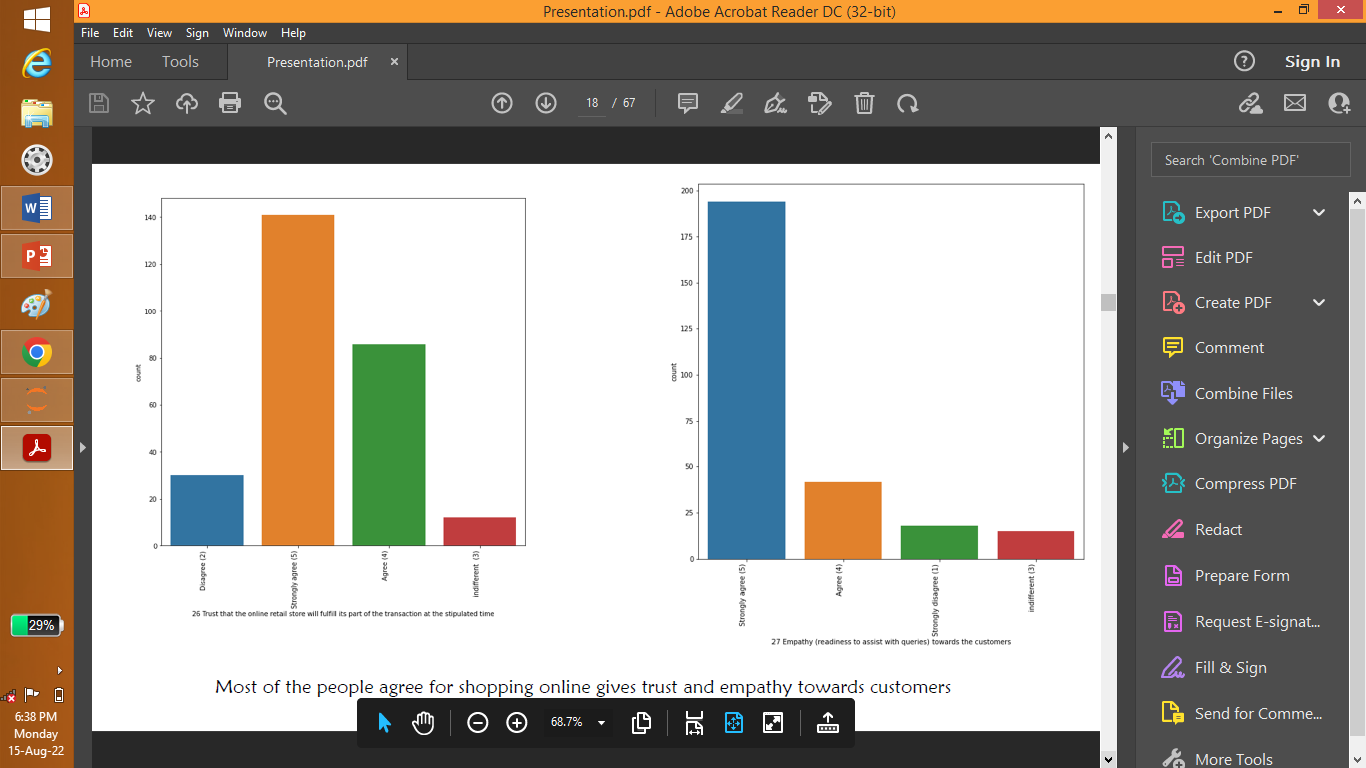 Presentation.pdf - Adobe Acrobat Reader DC (32-bit)
File Edit View Sign Window Help
Home Tools Presentation.pdf × ? Sign In
18 / 67
Search 'Combine PDF'
Export PDF
Edit PDF
Create PDF
Comment
Combine Files
Organize Pages
Compress PDF
Redact
Prepare Form
Request E-signat...
Fill & Sign
Send for Comme...
More Tools
140
120
100
80
60
40
20
0
count
Disagree (2)
Strongly agree (5)
Agree (4)
indifferent (3)
26 Trust that the online retail store will fulfill its part of the transaction at the stipulated time
200
175
150
125
100
75
50
25
0
count
Strongly agree (5)
Agree (4)
Strongly disagree (1)
indifferent (3)
27 Empathy (readiness to assist with queries) towards the customers
Most of the people agree for shopping online gives trust and empathy towards customers
68.7%
29%
6:38 PM
Monday
15-Aug-22